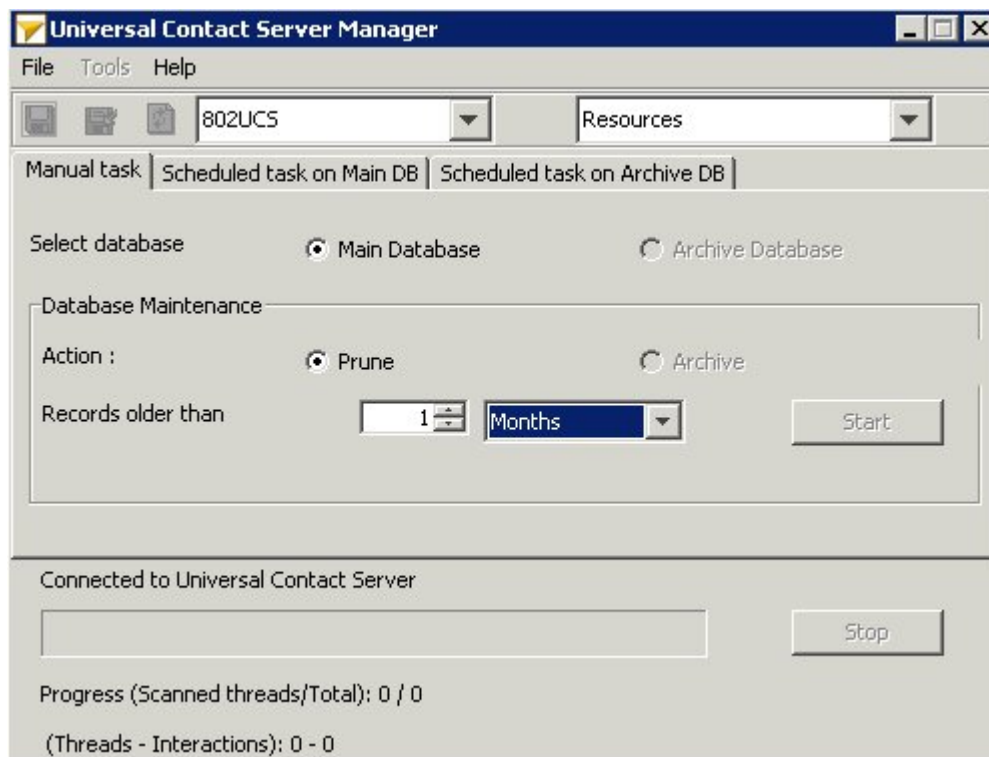 Universal Contact Server Manager
File Tools Help
802UCS Resources
Manual task Scheduled task on Main DB Scheduled task on Archive DB
Select database Main Database Archive Database
Database Maintenance
Action : Prune Archive
Records older than 1 Months Start
Connected to Universal Contact Server
Stop
Progress (Scanned threads/Total): 0 / 0
(Threads - Interactions): 0 - 0